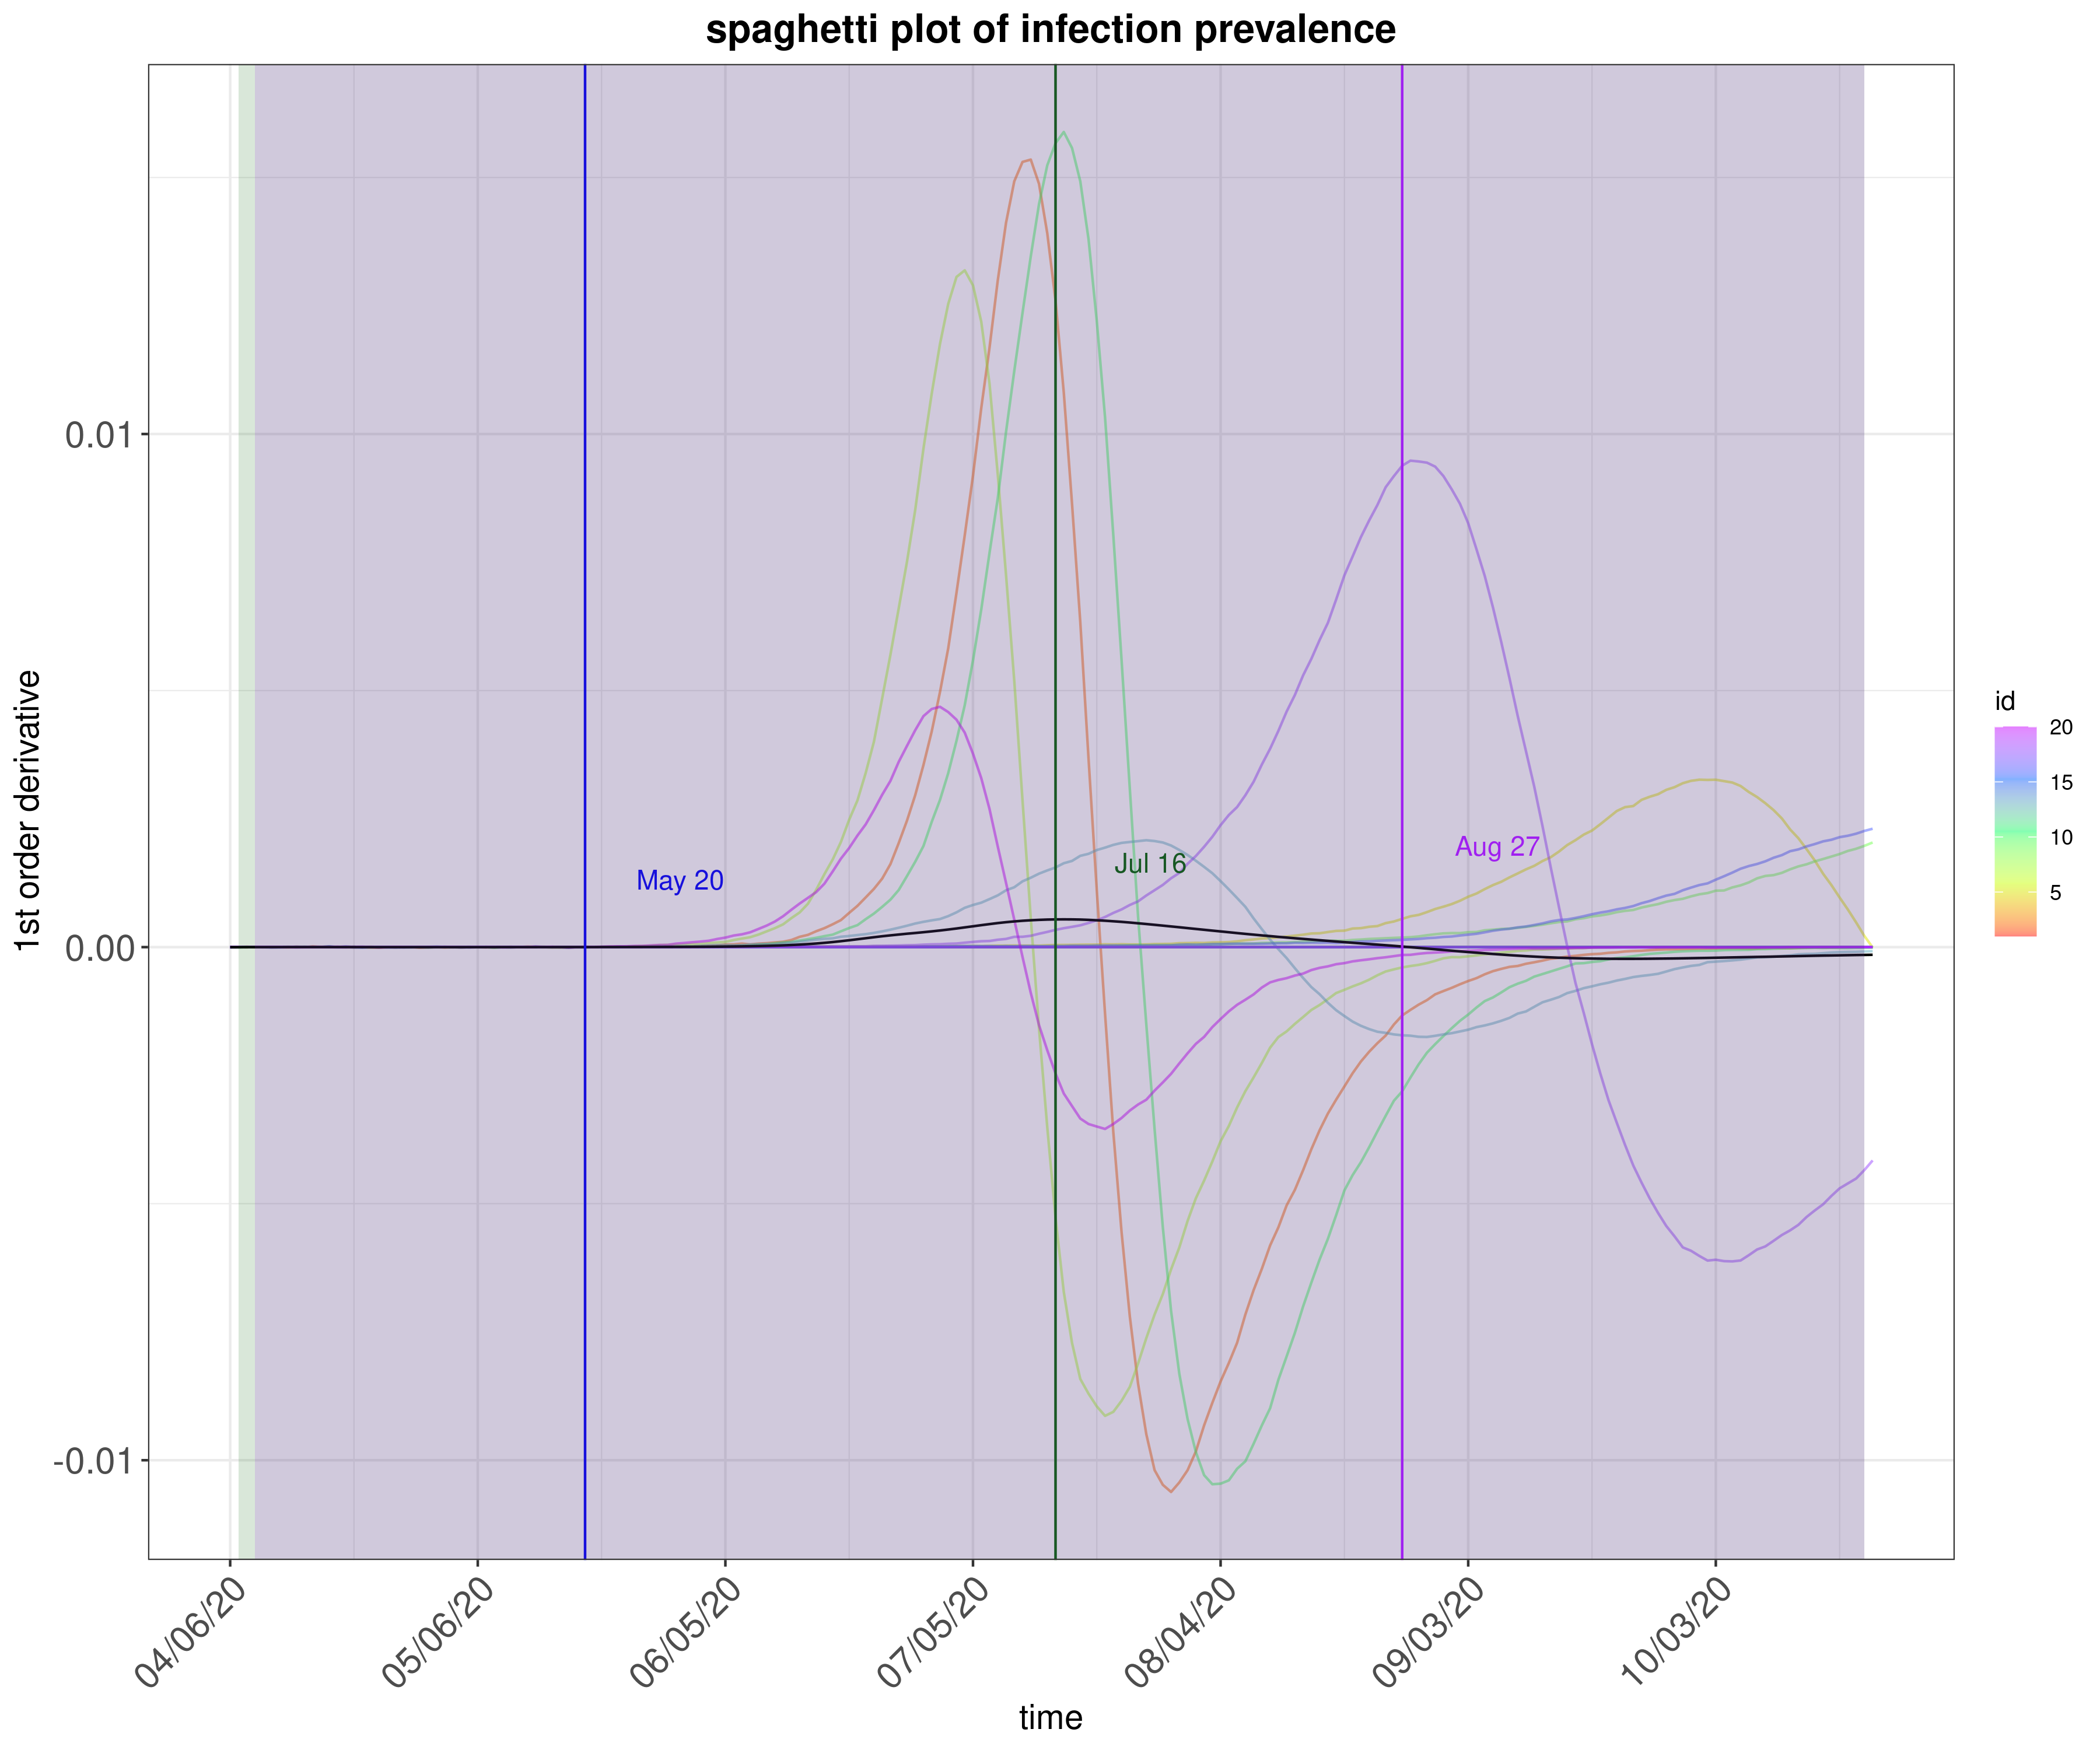 spaghetti plot of infection prevalence
1st order derivative
0.01
0.00
-0.01
May 20
Jul 16
Aug 27
04/06/20
05/06/20
06/05/20
07/05/20
08/04/20
09/03/20
10/03/20
time
id
20
15
10
5